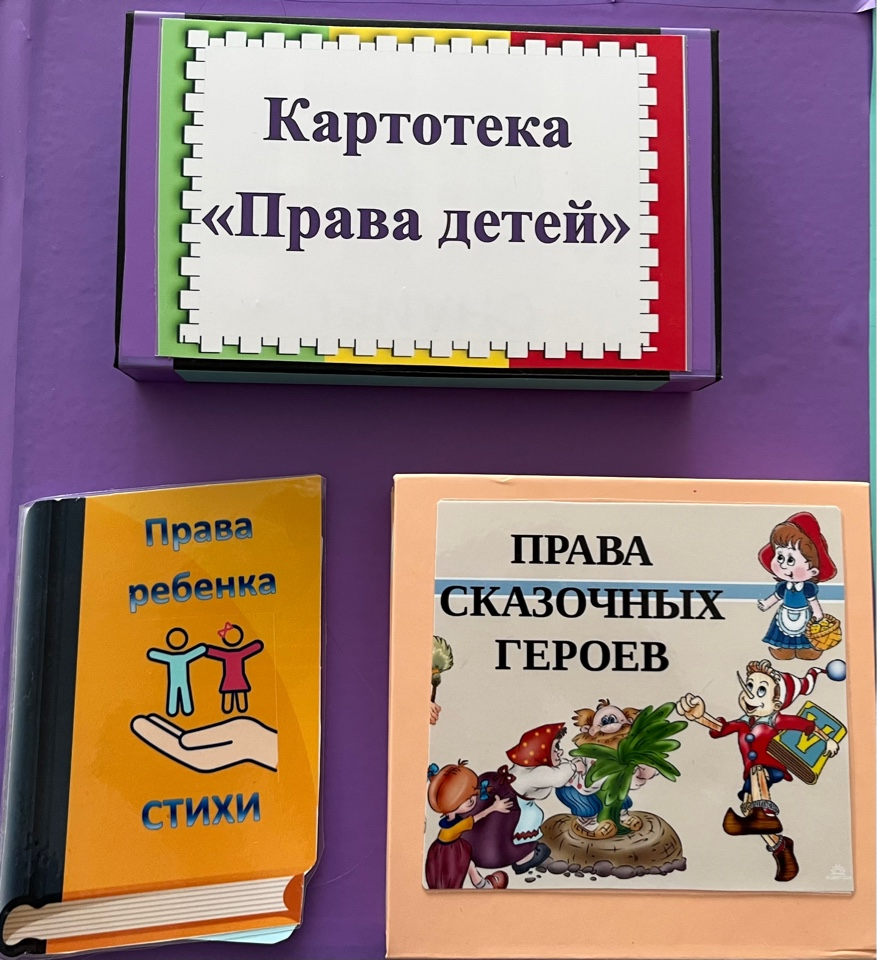 Картотека
«Права детей»
Права
ребенка
СТИХИ
ПРАВА
СКАЗОЧНЫХ
ГЕРОЕВ